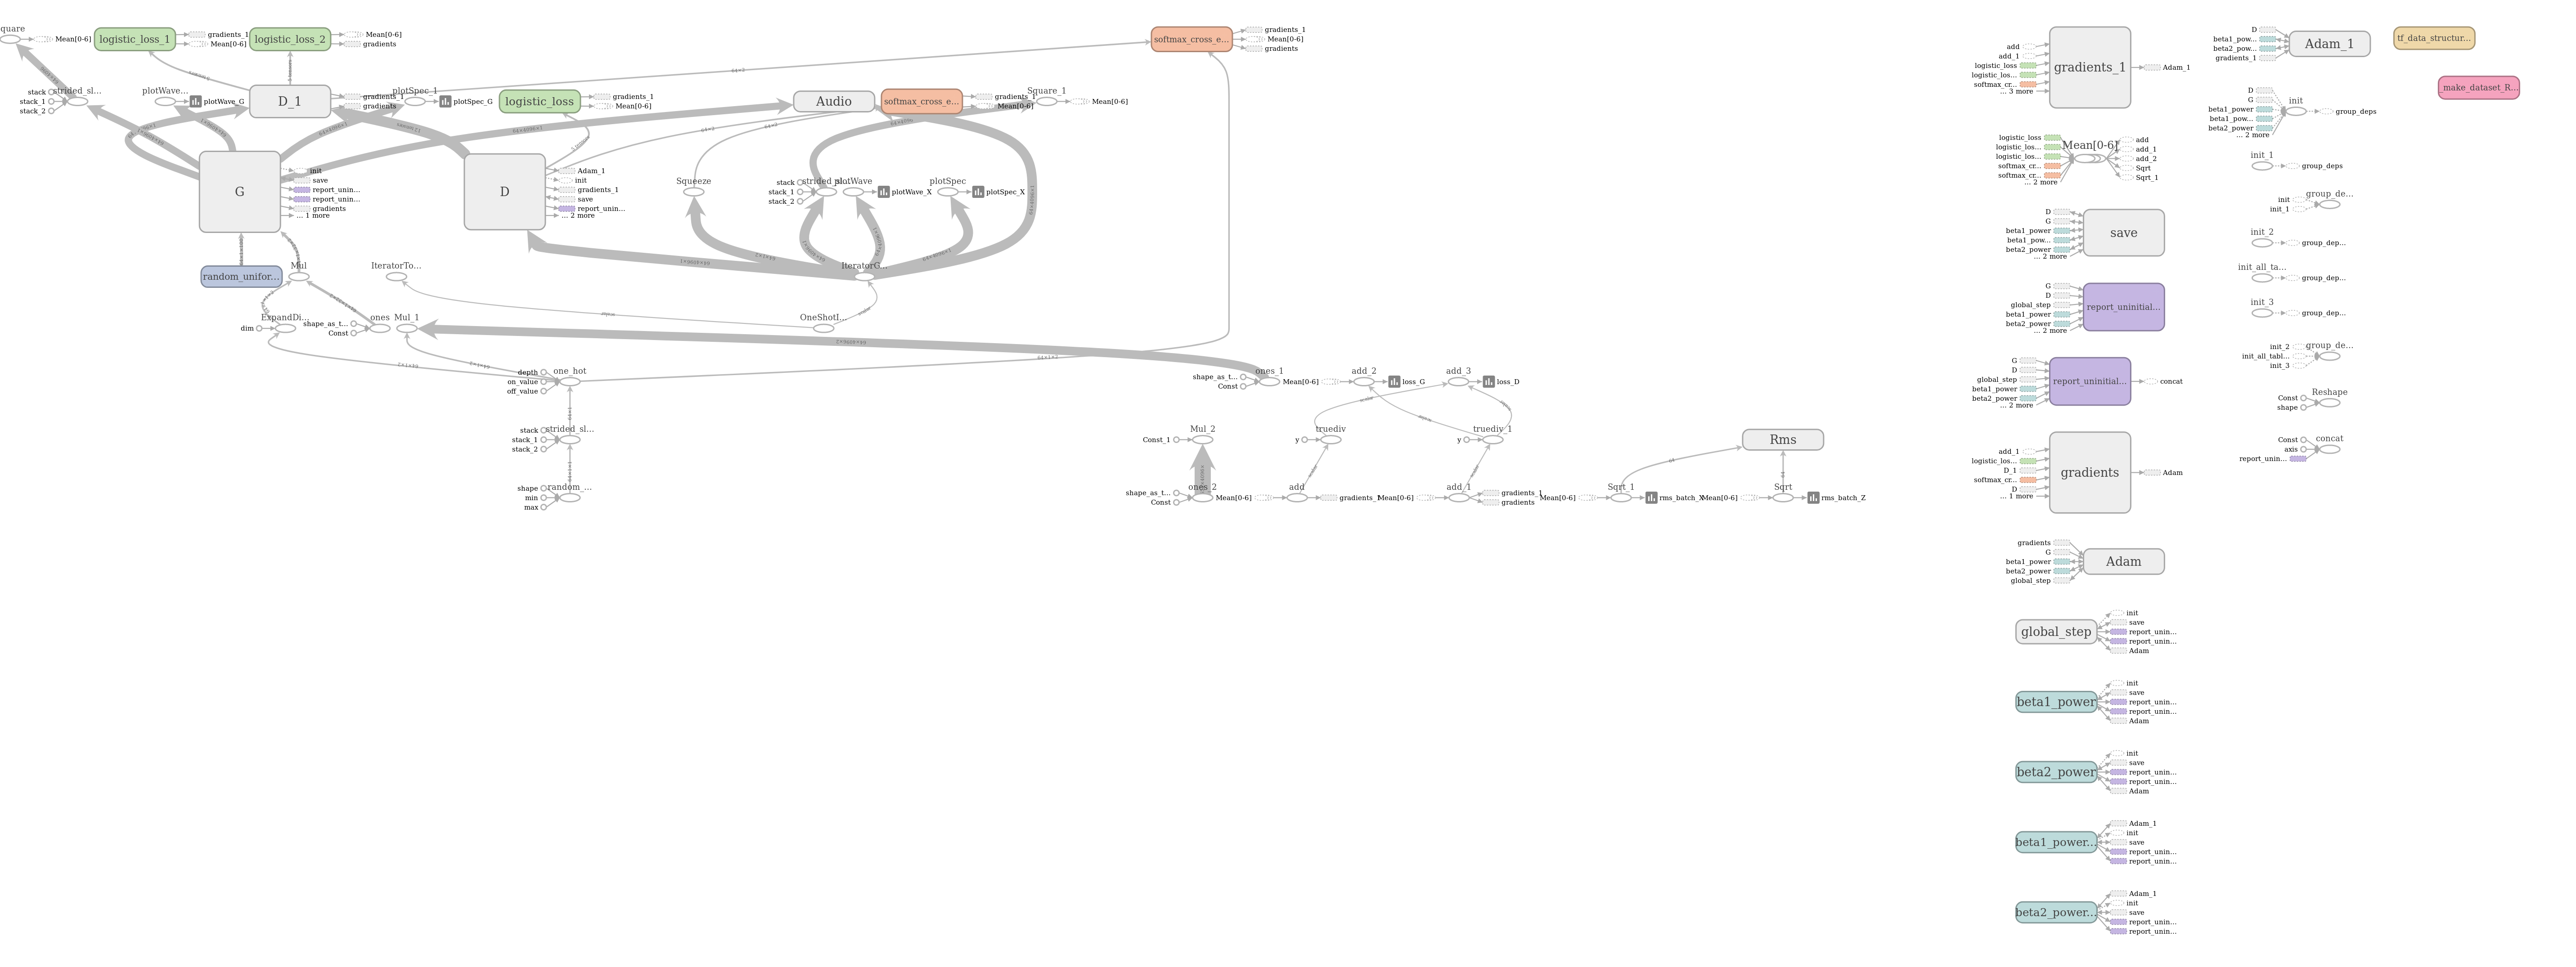 quare
Mean[0-6]
logistic_loss_1
gradients_1
Mean[0-6]
logistic_loss_2
Mean[0-6]
gradients
softmax_cross_e...
gradients_1
Mean[0-6]
gradients
stack
stack_1
stack_2
strided_sl...
plotWave...
plotWave_G
D_1
gradients_1
gradients
plotSpec_1
plotSpec_G
logistic_loss
gradients_1
Mean[0-6]
Audio
softmax_cross_e...
gradients_1
Mean[0-6]
Square_1
Mean[0-6]
G
init
save
report_unin...
gradients
... 1 more
D
Adam_1
init
gradients_1
save
report_unin...
... 2 more
Squeeze
stack
stack_1
stack_2
plotWave
plotWave_X
plotSpec
plotSpec_X
random_unifor...
Mul
IteratorTo...
IteratorG...
dim
ExpandDi...
shape_as_t...
Const
ones
Mul_1
OneShotI...
depth
on_value
off_value
one_hot
stack
stack_1
stack_2
strided_sl...
shape
min
max
random_...
shape_as_t...
Const
ones_1
Mean[0-6]
add_2
loss_G
add_3
loss_D
Const_1
Mul_2
y
truediv
y
truediv_1
Rms
shape_as_t...
Const
ones_2
Mean[0-6]
add
gradients_1
Mean[0-6]
add_1
gradients_1
gradients
Mean[0-6]
Sqrt_1
rms_batch_X
Mean[0-6]
Sqrt
rms_batch_Z
add
add_1
logistic_loss
logistic_los...
softmax_cr...
... 3 more
gradients_1
Adam_1
logistic_loss
logistic_los...
logistic_los...
softmax_cr...
softmax_cr...
... 2 more
Mean[0-6]
add
add_1
add_2
Sqrt
Sqrt_1
D
G
beta1_power
beta1_pow...
beta2_power
... 2 more
save
G
D
global_step
beta1_power
beta2_power
... 2 more
report_uninitial...
G
D
global_step
beta1_power
beta2_power
... 2 more
report_uninitial...
concat
add_1
logistic_los...
D_1
softmax_cr...
D
... 1 more
gradients
Adam
gradients
G
beta1_power
beta2_power
global_step
Adam
global_step
init
save
report_unin...
report_unin...
Adam
beta1_power
init
save
report_unin...
report_unin...
Adam
beta2_power
init
save
report_unin...
report_unin...
Adam
beta1_power...
Adam_1
init
save
report_unin...
report_unin...
beta2_power...
Adam_1
init
save
report_unin...
report_unin...
D
beta1_pow...
beta2_pow...
gradients_1
Adam_1
D
G
beta1_power
beta1_pow...
beta2_power
... 2 more
init
group_deps
init_1
group_deps
init
init_1
group_de...
init_2
group_dep...
init_all_ta...
group_dep...
init_3
group_dep...
init_2
init_all_tabl...
init_3
group_de...
Const
shape
Reshape
Const
axis
report_unin...
concat
tf_data_structur...
_make_dataset_R...